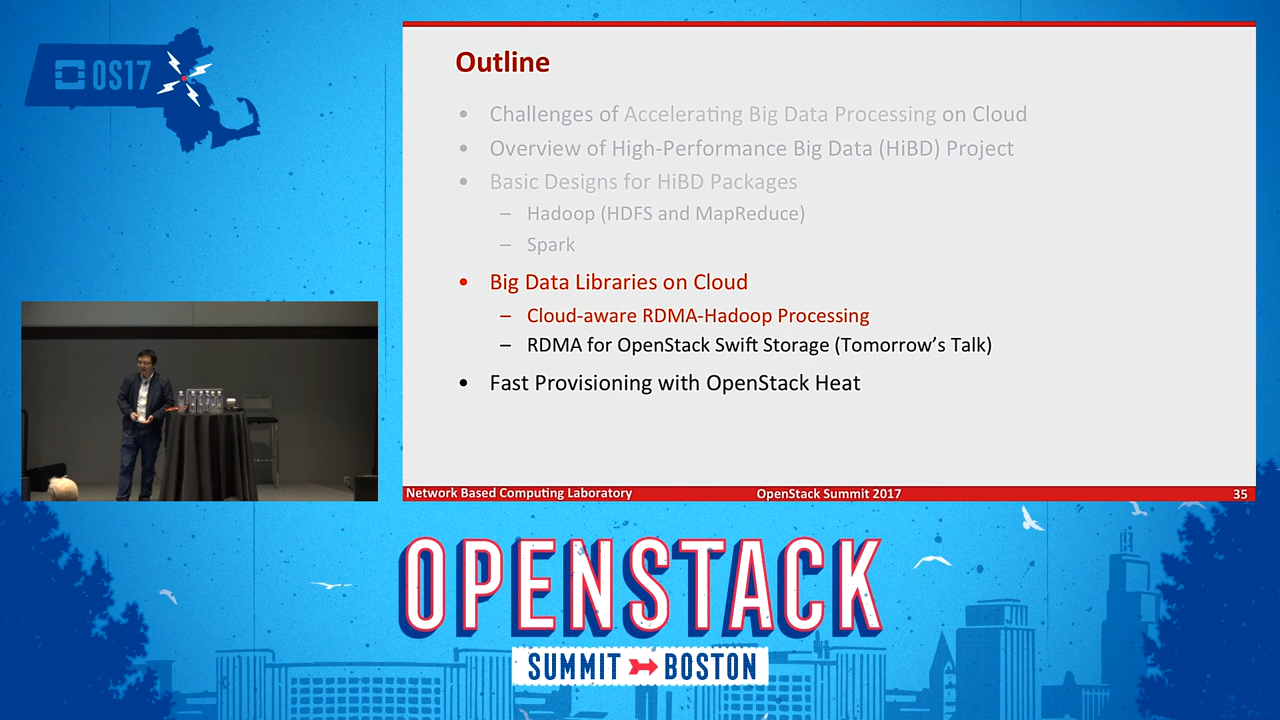 OS17
Outline
• Challenges of Accelerating Big Data Processing on Cloud
• Overview of High-Performance Big Data (HiBD) Project
• Basic Designs for HiBD Packages
– Hadoop (HDFS and MapReduce)
– Spark
• Big Data Libraries on Cloud
– Cloud-aware RDMA-Hadoop Processing
– RDMA for OpenStack Swift Storage (Tomorrow's Talk)
• Fast Provisioning with OpenStack Heat
Network Based Computing Laboratory OpenStack Summit 2017 35
OPENSTACK
SUMMIT BOSTON